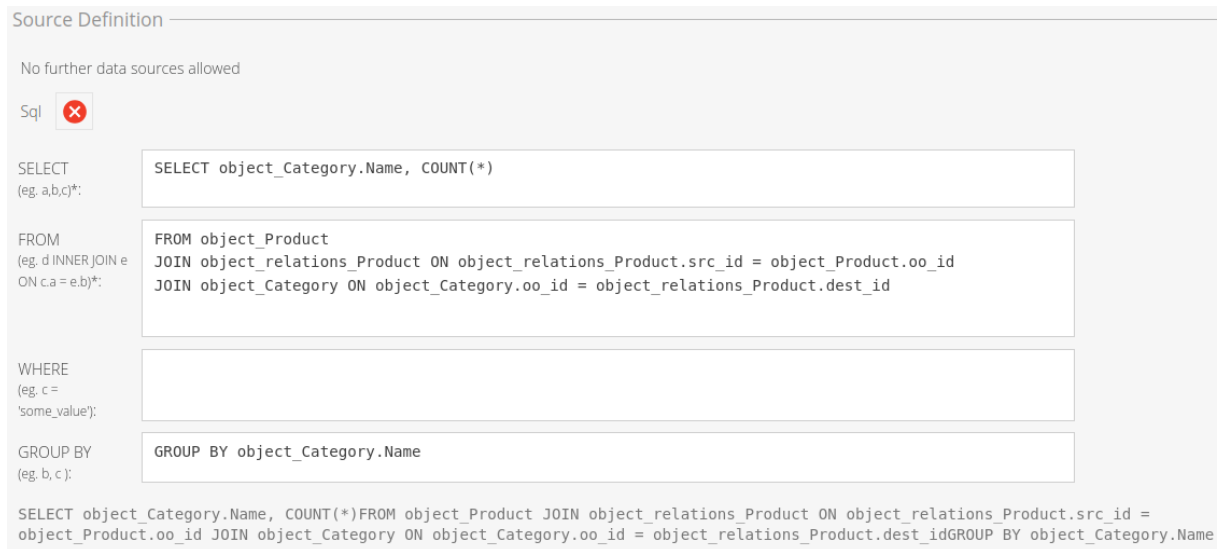 Source Definition
No further data sources allowed
Sql
SELECT
(eg. a,b,c)*:
SELECT object_Category.Name, COUNT(*)
FROM
(eg. d INNER JOIN e
ON c.a = e.b)*:
FROM object_Product
JOIN object_relations_Product ON object_relations_Product.src_id = object_Product.oo_id
JOIN object_Category ON object_Category.oo_id = object_relations_Product.dest_id
WHERE
(eg. c =
'some_value'):
GROUP BY
(eg. b, c ):
GROUP BY object_Category.Name
SELECT object_Category.Name, COUNT(*)FROM object_Product JOIN object_relations_Product ON object_relations_Product.src_id =
object_Product.oo_id JOIN object_Category ON object_Category.oo_id = object_relations_Product.dest_idGROUP BY object_Category.Name